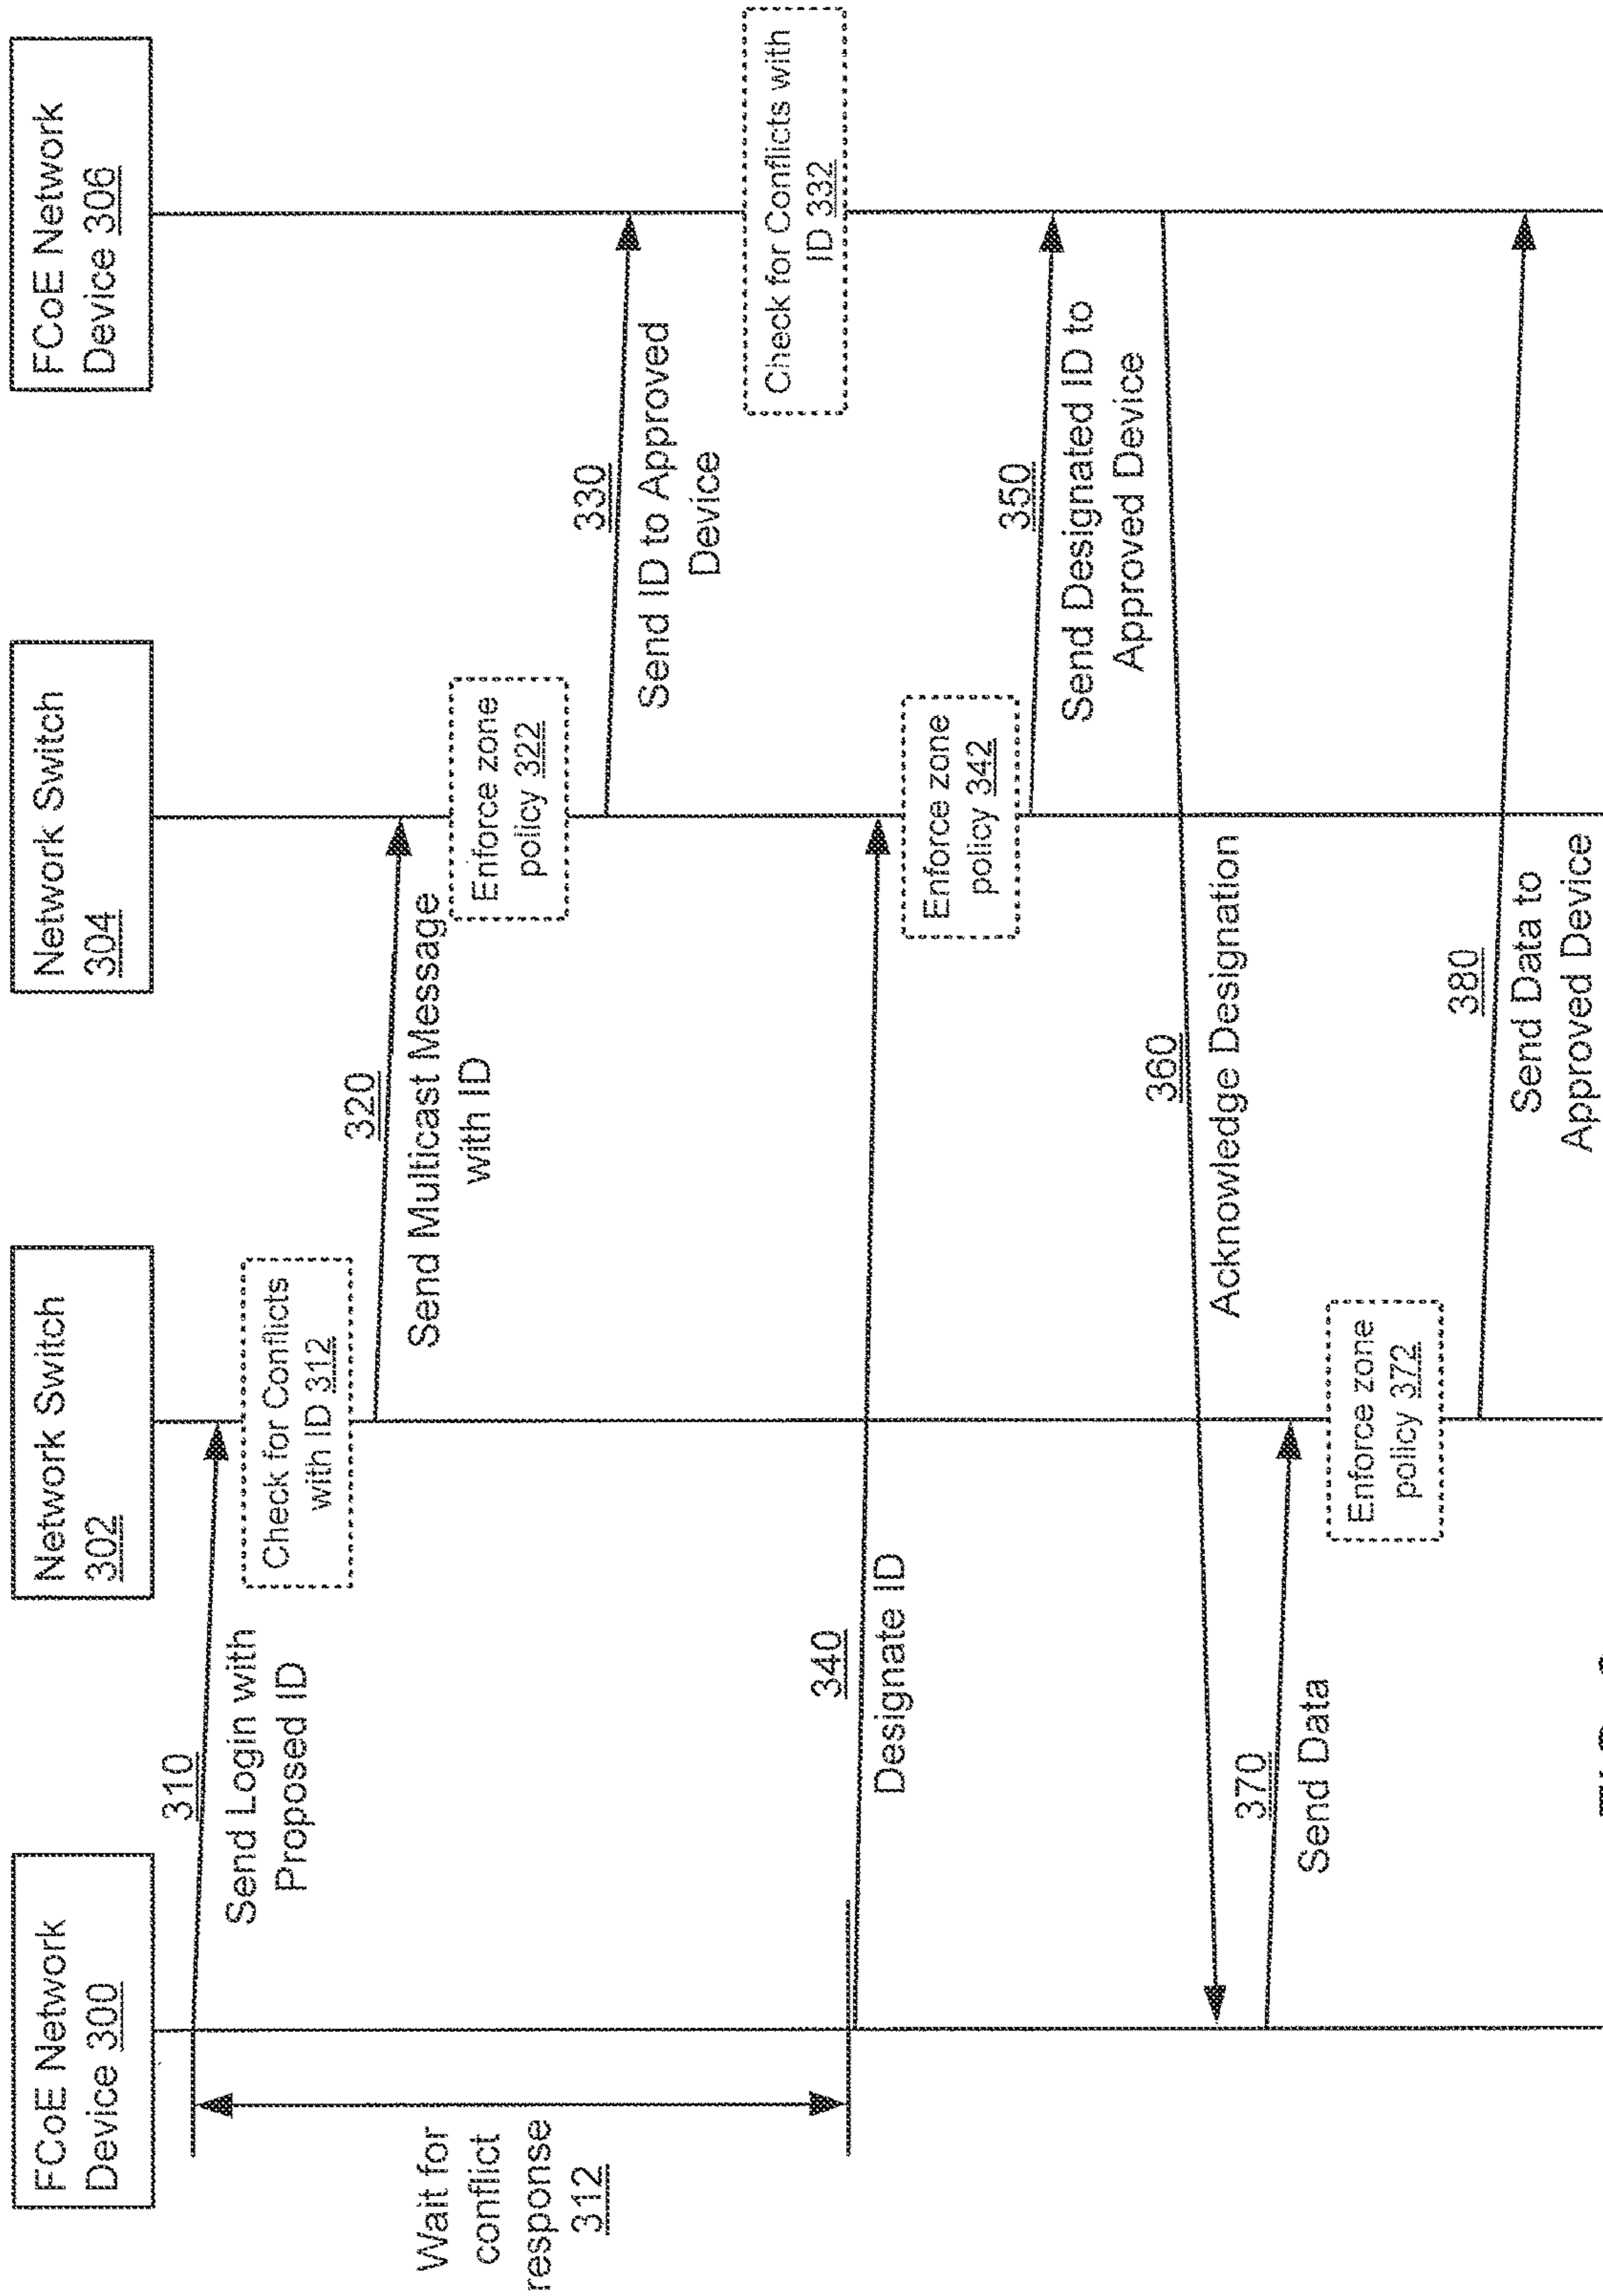 FCoE Network
Device 300
Network Switch
302
Network Switch
304
FCoE Network
Device 306
310
Send Login with
Proposed ID
Check for Conflicts
with ID 312
320
Send Multicast Message
with ID
Enforce zone
policy 322
330
Send ID to Approved
Device
Wait for
conflict
response
312
Check for Conflicts with
ID 332
340
Designate ID
Enforce zone
policy 342
350
Send Designated ID to
Approved Device
360
Acknowledge Designation
370
Send Data
Enforce zone
policy 372
380
Send Data to
Approved Device